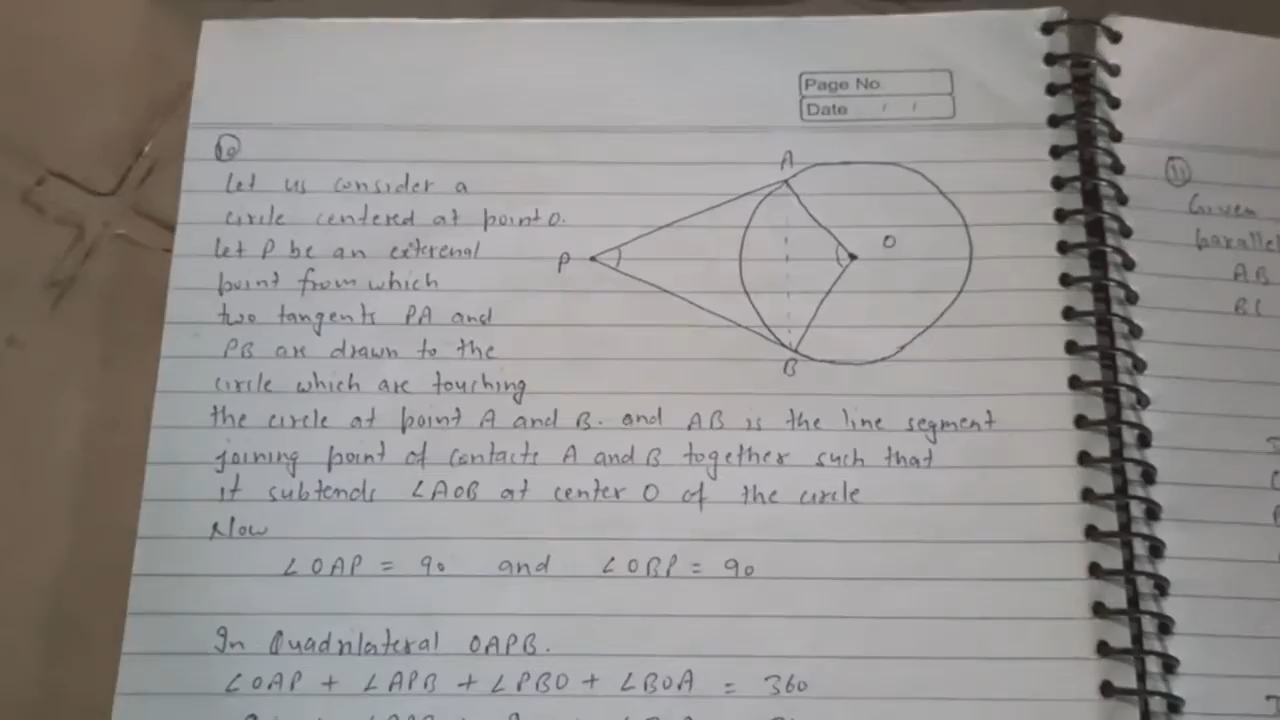 Page No.
Date / /
10
Let us consider a
circle centered at point O.
Let P be an exterenal
point from which
two tangents PA and
PB are drawn to the
circle which are touching
the circle at point A and B. and AB is the line segment
joining point of contacts A and B together such that
it subtends ∠AOB at center O of the circle
Now
∠OAP = 90 and ∠OBP = 90
In Quadrilateral OAPB.
∠OAP + ∠APB + ∠PBO + ∠BOA = 360
A
O
P
B
11
Given
AB
BC